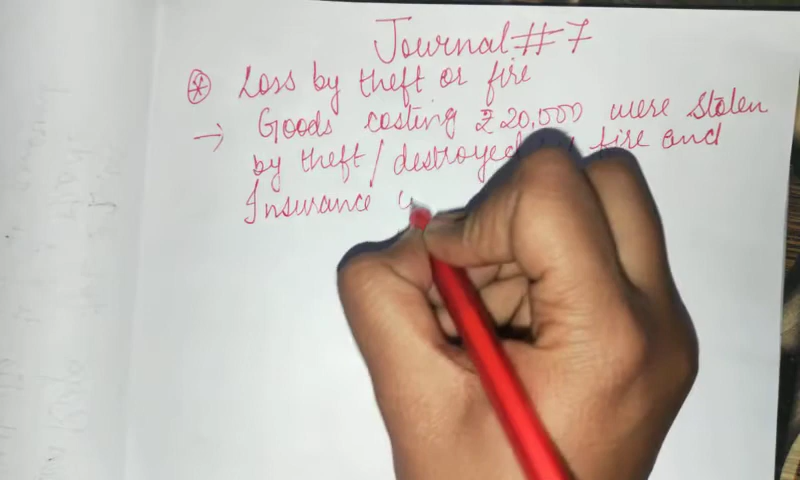 Journal #7
* Loss by theft or fire
→ Goods costing ₹ 20,000 were stolen
by theft / destroyed fire and
Insurance